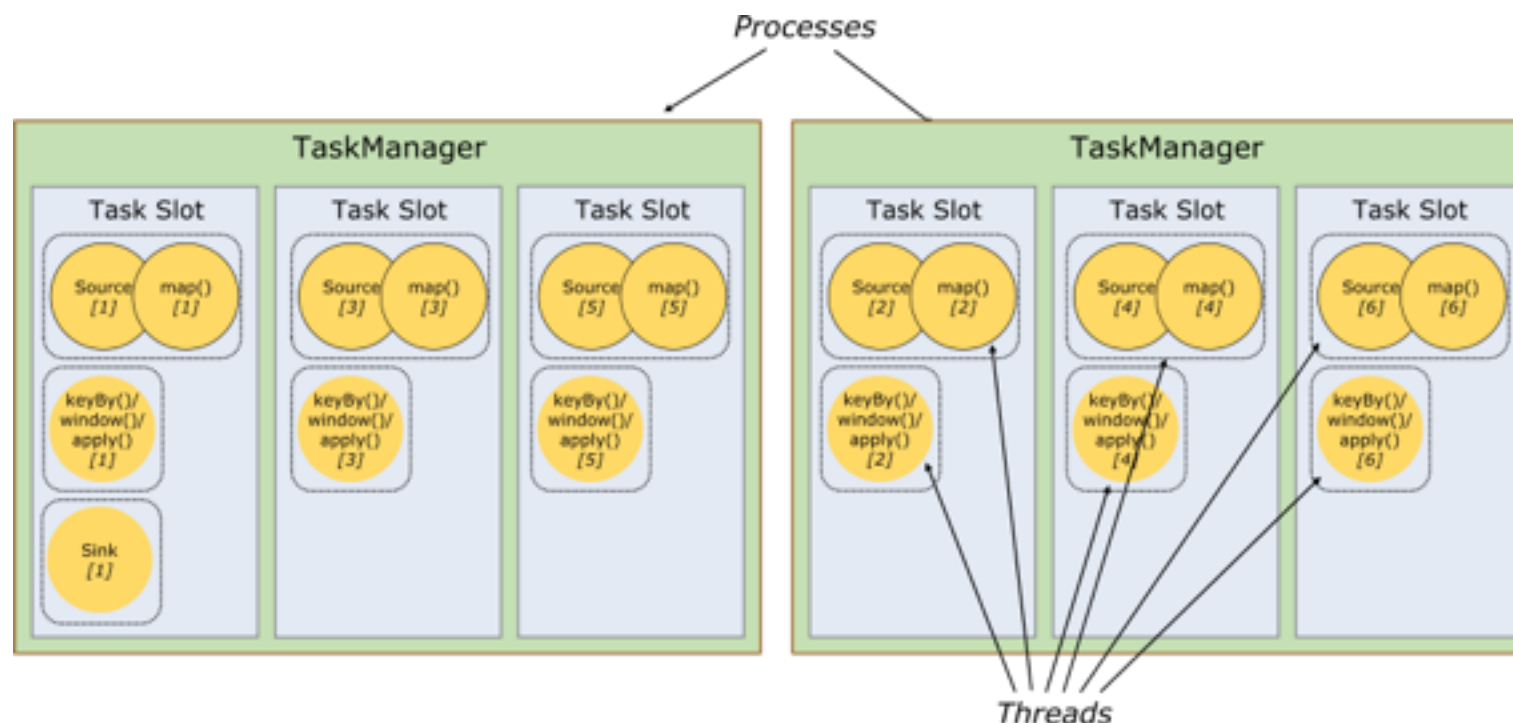 Processes
TaskManager
Task Slot
Source
[1]
map()
[1]
keyBy()/
window()/
apply()
[1]
Sink
[1]
Task Slot
Source
[3]
map()
[3]
keyBy()/
window()/
apply()
[3]
Task Slot
Source
[5]
map()
[5]
keyBy()/
window()/
apply()
[5]
TaskManager
Task Slot
Source
[2]
map()
[2]
keyBy()/
window()/
apply()
[2]
Task Slot
Source
[4]
map()
[4]
keyBy()/
window()/
apply()
[4]
Task Slot
Source
[6]
map()
[6]
keyBy()/
window()/
apply()
[6]
Threads